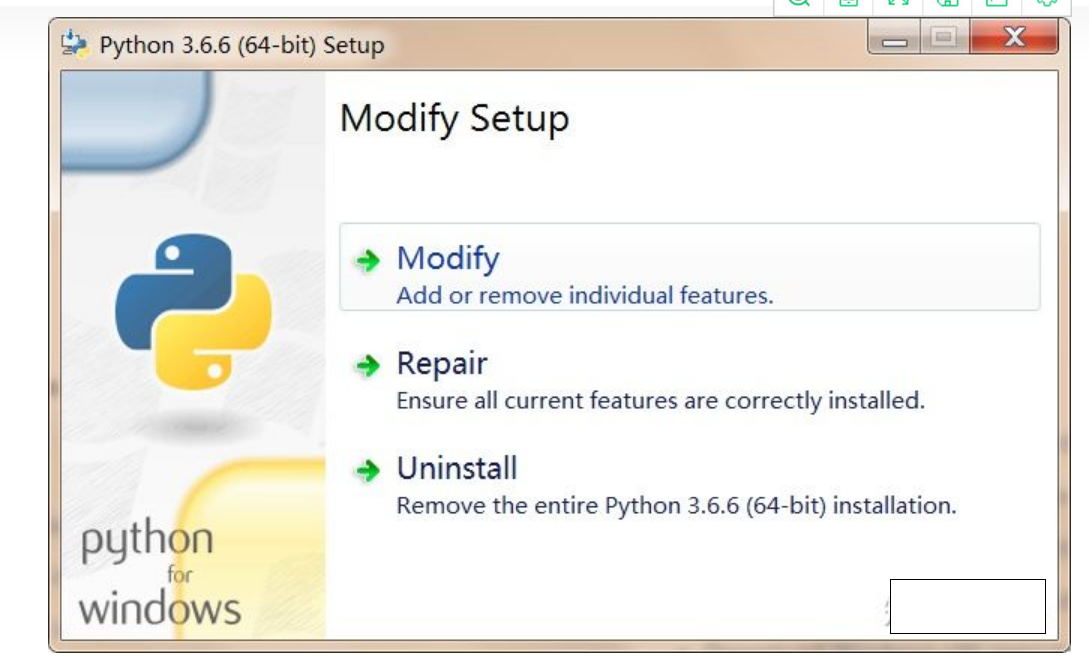 Python 3.6.6 (64-bit) Setup
Modify Setup
Modify
Add or remove individual features.
Repair
Ensure all current features are correctly installed.
Uninstall
Remove the entire Python 3.6.6 (64-bit) installation.
python
for
windows